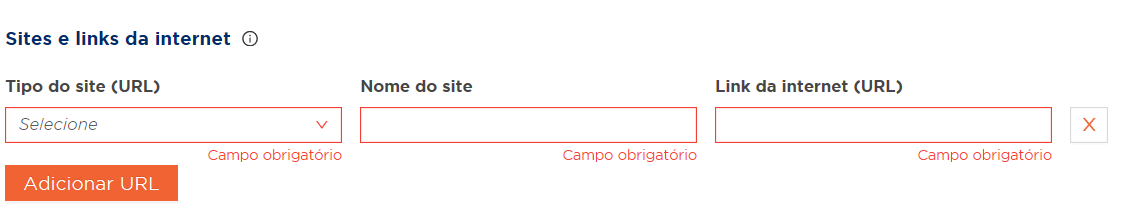 Sites e links da internet
Tipo do site (URL) Nome do site Link da internet (URL)
Selecione X
Campo obrigatório Campo obrigatório Campo obrigatório
Adicionar URL